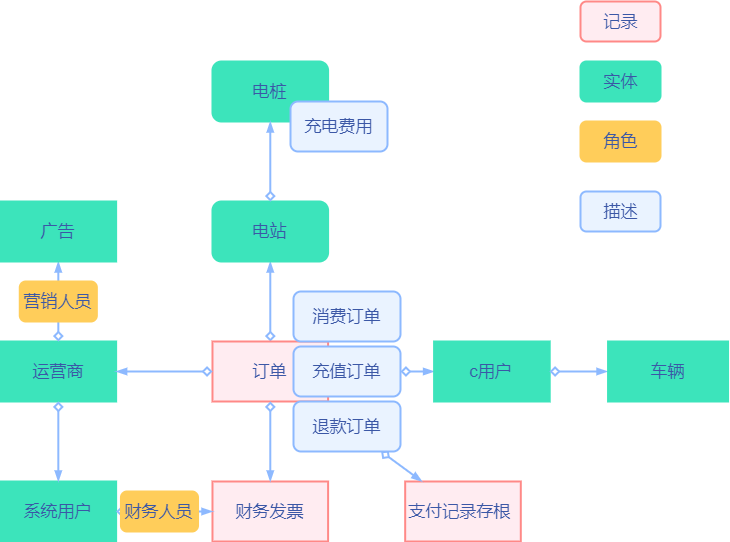 记录
电桩
实体
充电费用
角色
广告
电站
描述
营销人员
消费订单
运营商
订单
充值订单
c用户
车辆
退款订单
系统用户
财务人员
财务发票
支付记录存根